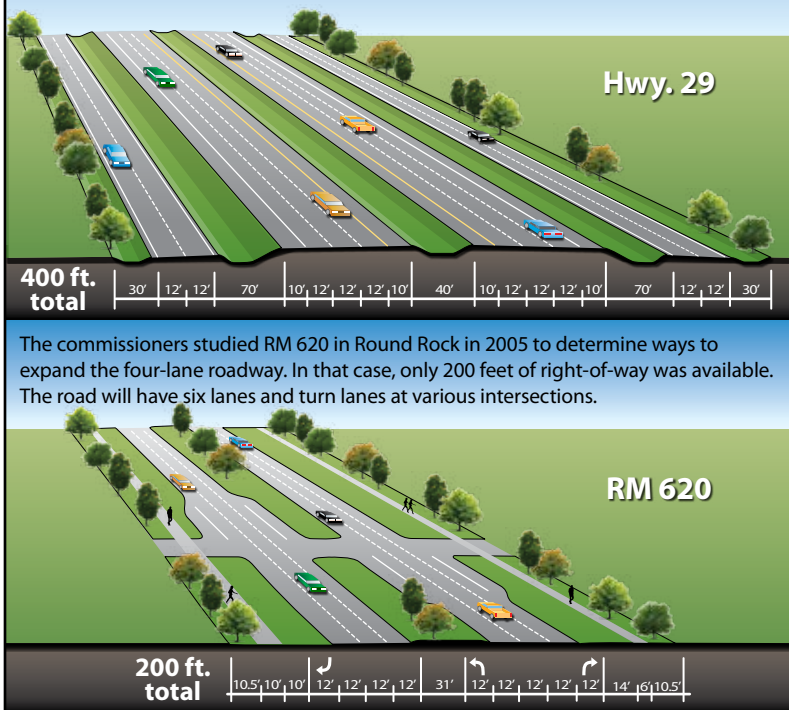 Hwy. 29
400 ft.
total
30' 12' 12' 70' 10' 12' 12' 12' 10' 40' 10' 12' 12' 12' 10' 70' 12' 12' 30'
The commissioners studied RM 620 in Round Rock in 2005 to determine ways to
expand the four-lane roadway. In that case, only 200 feet of right-of-way was available.
The road will have six lanes and turn lanes at various intersections.
RM 620
200 ft.
total
10.5' 10' 10' 12' 12' 12' 12' 31' 12' 12' 12' 12' 12' 14' 6' 10.5'